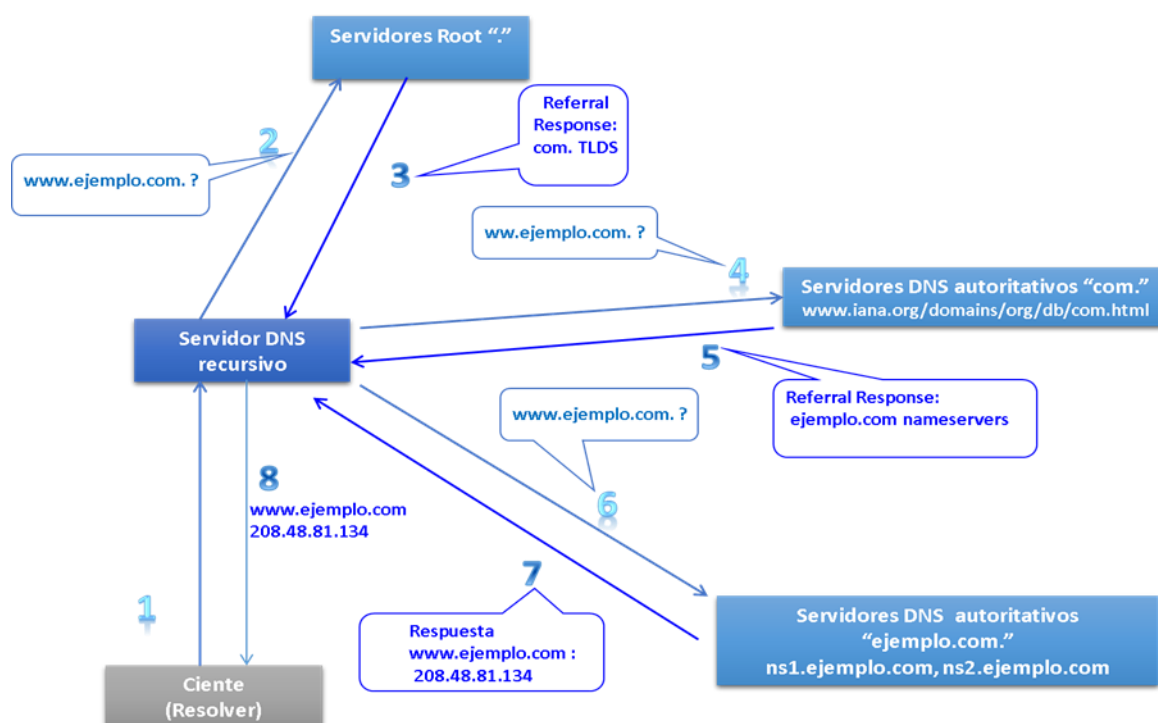 Servidores Root “.”
2
www.ejemplo.com. ?
Referral
Response:
com. TLDS
3
ww.ejemplo.com. ?
4
Servidores DNS autoritativos “com.”
www.iana.org/domains/org/db/com.html
Servidor DNS
recursivo
5
Referral Response:
ejemplo.com nameservers
www.ejemplo.com. ?
6
8
www.ejemplo.com
208.48.81.134
7
Respuesta
www.ejemplo.com :
208.48.81.134
1
Servidores DNS autoritativos
“ejemplo.com.”
ns1.ejemplo.com, ns2.ejemplo.com
Ciente
(Resolver)